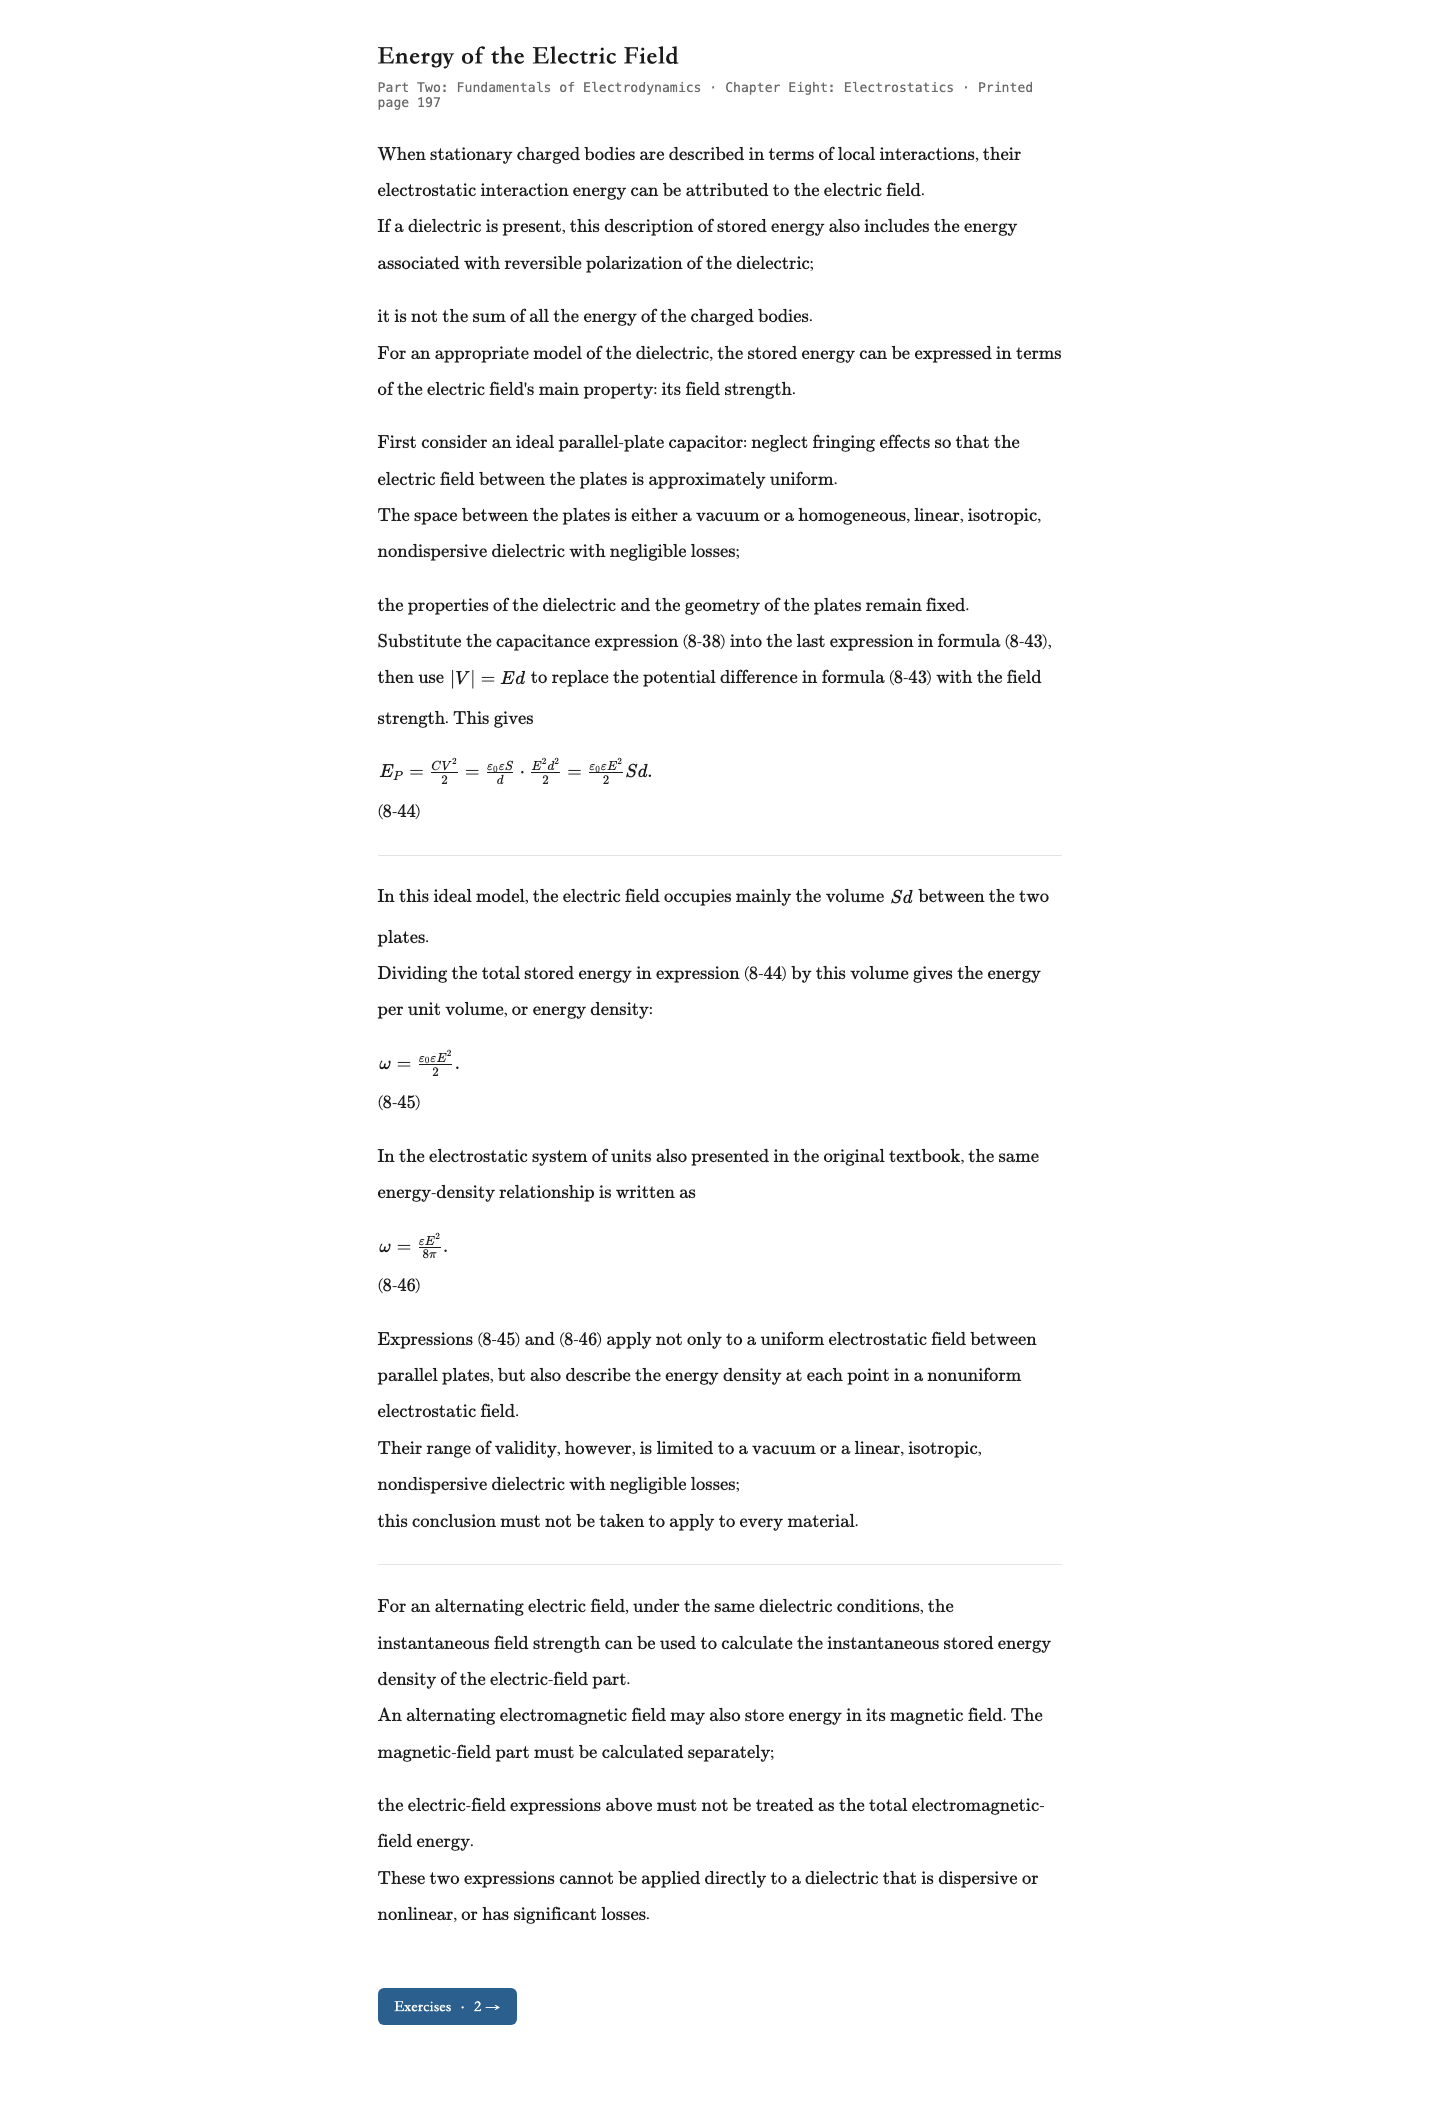 Energy of the Electric Field
Part Two: Fundamentals of Electrodynamics · Chapter Eight: Electrostatics · Printed
page 197
When stationary charged bodies are described in terms of local interactions, their
electrostatic interaction energy can be attributed to the electric field.
If a dielectric is present, this description of stored energy also includes the energy
associated with reversible polarization of the dielectric;
it is not the sum of all the energy of the charged bodies.
For an appropriate model of the dielectric, the stored energy can be expressed in terms
of the electric field's main property: its field strength.
First consider an ideal parallel-plate capacitor: neglect fringing effects so that the
electric field between the plates is approximately uniform.
The space between the plates is either a vacuum or a homogeneous, linear, isotropic,
nondispersive dielectric with negligible losses;
the properties of the dielectric and the geometry of the plates remain fixed.
Substitute the capacitance expression (8-38) into the last expression in formula (8-43),
then use |V| = Ed to replace the potential difference in formula (8-43) with the field
strength. This gives
E_P = \frac{CV^2}{2} = \frac{ε_0εS}{d} · \frac{E^2d^2}{2} = \frac{ε_0εE^2}{2}Sd.
(8-44)
In this ideal model, the electric field occupies mainly the volume Sd between the two
plates.
Dividing the total stored energy in expression (8-44) by this volume gives the energy
per unit volume, or energy density:
ω = \frac{ε_0εE^2}{2}.
(8-45)
In the electrostatic system of units also presented in the original textbook, the same
energy-density relationship is written as
ω = \frac{εE^2}{8π}.
(8-46)
Expressions (8-45) and (8-46) apply not only to a uniform electrostatic field between
parallel plates, but also describe the energy density at each point in a nonuniform
electrostatic field.
Their range of validity, however, is limited to a vacuum or a linear, isotropic,
nondispersive dielectric with negligible losses;
this conclusion must not be taken to apply to every material.
For an alternating electric field, under the same dielectric conditions, the
instantaneous field strength can be used to calculate the instantaneous stored energy
density of the electric-field part.
An alternating electromagnetic field may also store energy in its magnetic field. The
magnetic-field part must be calculated separately;
the electric-field expressions above must not be treated as the total electromagnetic-
field energy.
These two expressions cannot be applied directly to a dielectric that is dispersive or
nonlinear, or has significant losses.
Exercises · 2 →